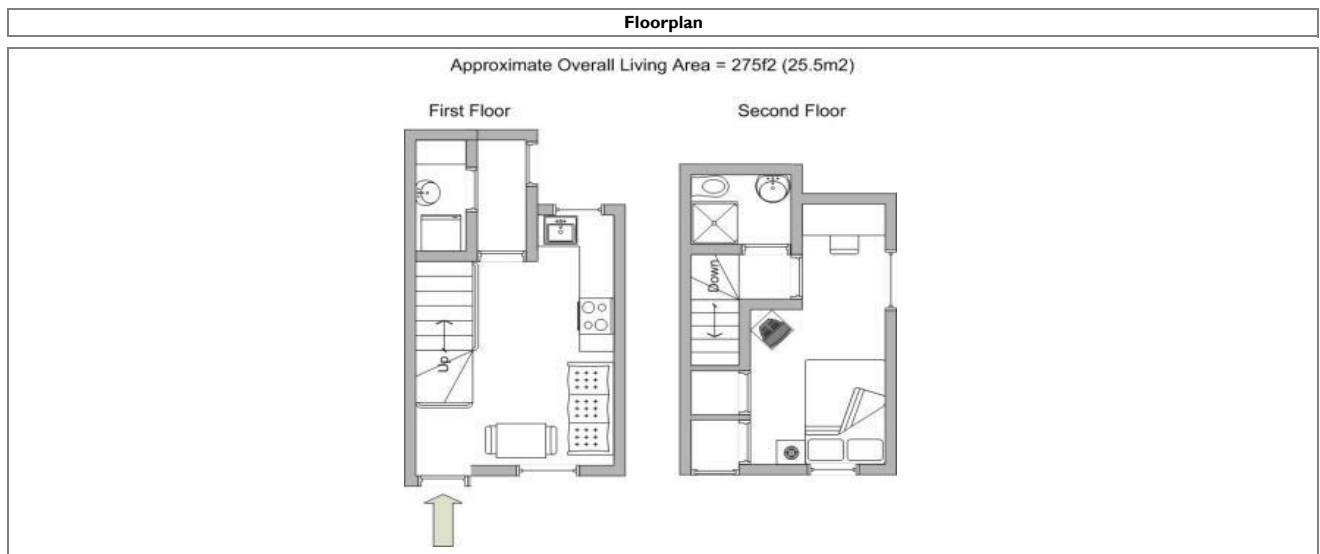 Floorplan
Approximate Overall Living Area = 275f2 (25.5m2)
First Floor
Second Floor
Down
Up